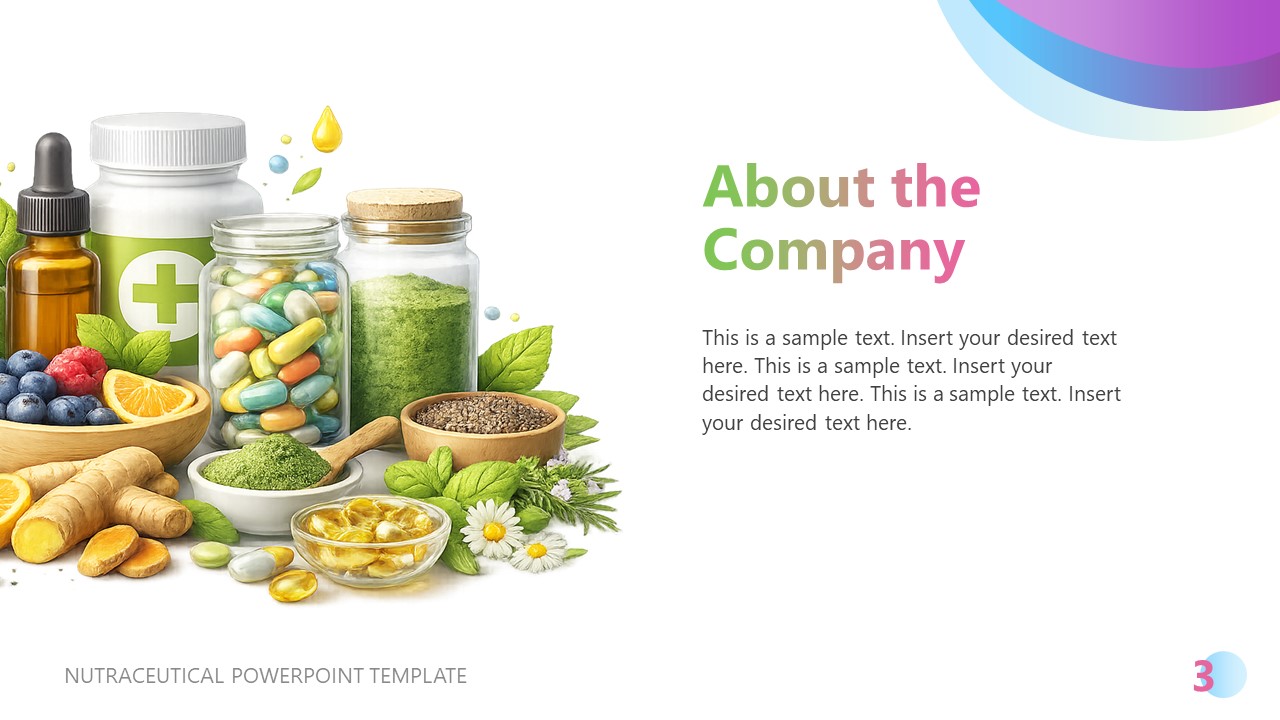 About the
Company
This is a sample text. Insert your desired text
here. This is a sample text. Insert your
desired text here. This is a sample text. Insert
your desired text here.
NUTRACEUTICAL POWERPOINT TEMPLATE
3